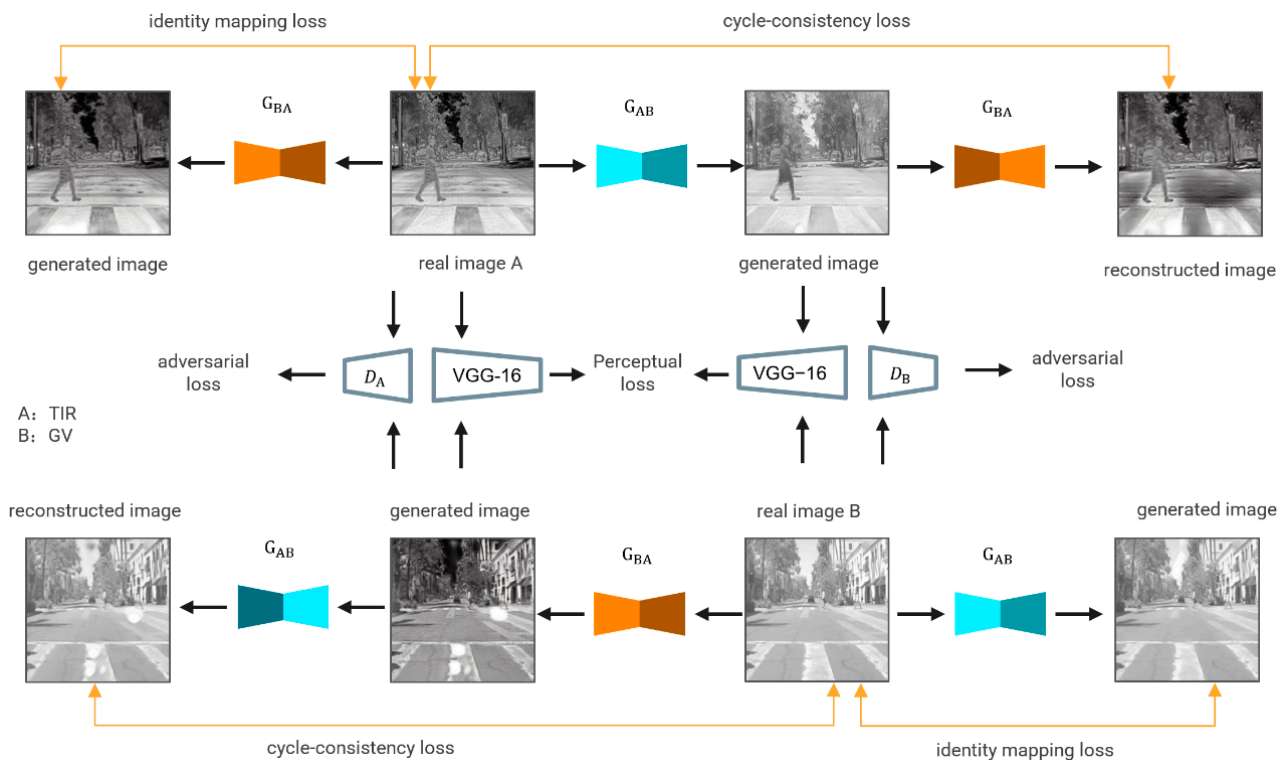 identity mapping loss
cycle-consistency loss
G_BA
G_AB
G_BA
generated image
real image A
generated image
reconstructed image
adversarial
loss
D_A
VGG-16
Perceptual
loss
VGG−16
D_B
adversarial
loss
A： TIR
B： GV
reconstructed image
generated image
real image B
generated image
G_AB
G_BA
G_AB
cycle-consistency loss
identity mapping loss